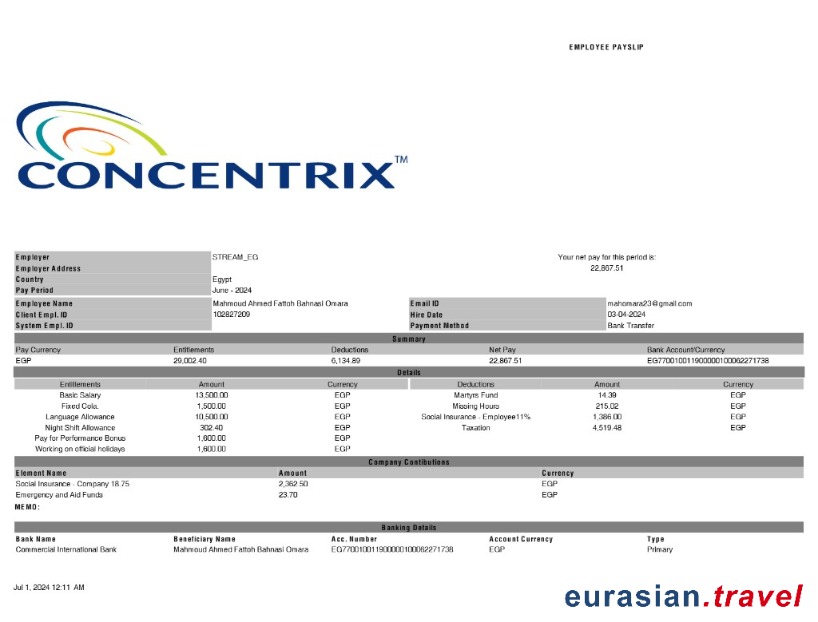 EMPLOYEE PAYSLIP
CONCENTRIX TM
Employer STREAM_EG Your net pay for this period is:
Employer Address 22,867.51
Country Egypt
Pay Period June - 2024
Employee Name Mahmoud Ahmed Fattoh Bahnasl Omara Email ID mahomara23@gmail.com
Client Empl. ID 102827209 Hire Date 03-04-2024
System Empl. ID Payment Method Bank Transfer
Summary
Pay Currency Entitlements Deductions Net Pay Bank Account/Currency
EGP 29,002.40 6,134.89 22,867.51 EG770010011900000100062271738
Details
Entitlements Amount Currency Deductions Amount Currency
Basic Salary 13,500.00 EGP Martyrs Fund 14.39 EGP
Fixed Cola. 1,500.00 EGP Missing Hours 215.02 EGP
Language Allowance 10,500.00 EGP Social Insurance - Employee11% 1,386.00 EGP
Night Shift Allowance 302.40 EGP Taxation 4,519.48 EGP
Pay for Performance Bonus 1,600.00 EGP
Working on official holidays 1,600.00 EGP
Company Contibutions
Element Name Amount Currency
Social Insurance - Company 18.75 2,362.50 EGP
Emergency and Aid Funds 23.70 EGP
MEMO:
Banking Details
Bank Name Beneficiary Name Acc. Number Account Currency Type
Commercial International Bank Mahmoud Ahmed Fattoh Bahnasl Omara EG770010011900000100062271738 EGP Primary
Jul 1, 2024 12:11 AM
eurasian.travel